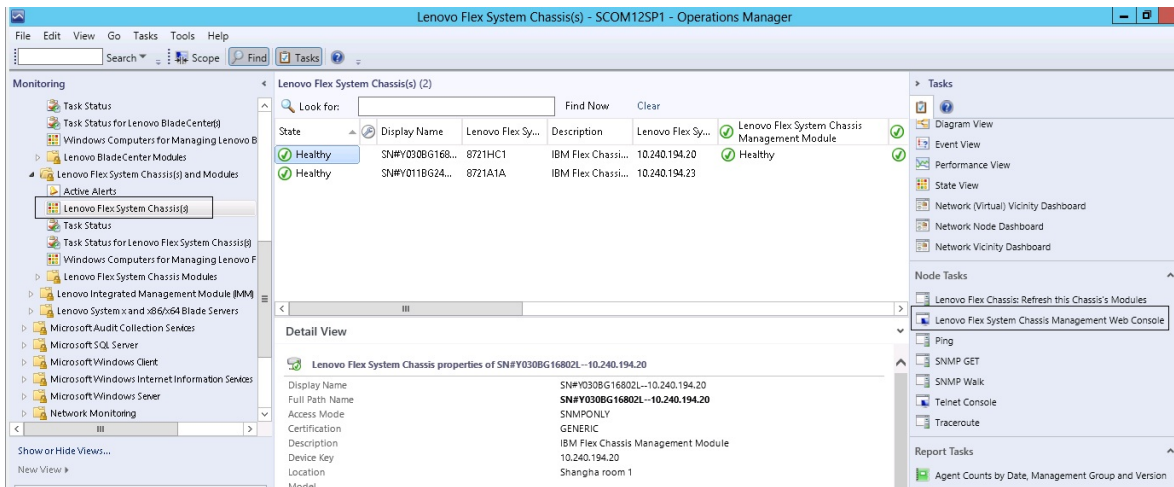 Lenovo Flex System Chassis(s) - SCOM12SP1 - Operations Manager
File Edit View Go Tasks Tools Help
Search Scope Find Tasks
Monitoring
Task Status
Task Status for Lenovo BladeCenter(s)
Windows Computers for Managing Lenovo B
Lenovo BladeCenter Modules
Lenovo Flex System Chassis(s) and Modules
Active Alerts
Lenovo Flex System Chassis(s)
Task Status
Task Status for Lenovo Flex System Chassis(s)
Windows Computers for Managing Lenovo F
Lenovo Flex System Chassis Modules
Lenovo Integrated Management Module (IMM)
Lenovo System x and x86/x64 Blade Servers
Microsoft Audit Collection Services
Microsoft SQL Server
Microsoft Windows Client
Microsoft Windows Internet Information Services
Microsoft Windows Server
Network Monitoring
Show or Hide Views...
New View
Lenovo Flex System Chassis(s) (2)
Look for: Find Now Clear
State Display Name Lenovo Flex Sy... Description Lenovo Flex Sy... Lenovo Flex System Chassis
Management Module
Healthy SN#Y030BG168... 8721HC1 IBM Flex Chassi... 10.240.194.20 Healthy
Healthy SN#Y011BG24... 8721A1A IBM Flex Chassi... 10.240.194.23
Detail View
Lenovo Flex System Chassis properties of SN#Y030BG16802L--10.240.194.20
Display Name SN#Y030BG16802L--10.240.194.20
Full Path Name SN#Y030BG16802L--10.240.194.20
Access Mode SNMPONLY
Certification GENERIC
Description IBM Flex Chassis Management Module
Device Key 10.240.194.20
Location Shangha room 1
Model
Tasks
Diagram View
Event View
Performance View
State View
Network (Virtual) Vicinity Dashboard
Network Node Dashboard
Network Vicinity Dashboard
Node Tasks
Lenovo Flex Chassis: Refresh this Chassis's Modules
Lenovo Flex System Chassis Management Web Console
Ping
SNMP GET
SNMP Walk
Telnet Console
Traceroute
Report Tasks
Agent Counts by Date, Management Group and Version